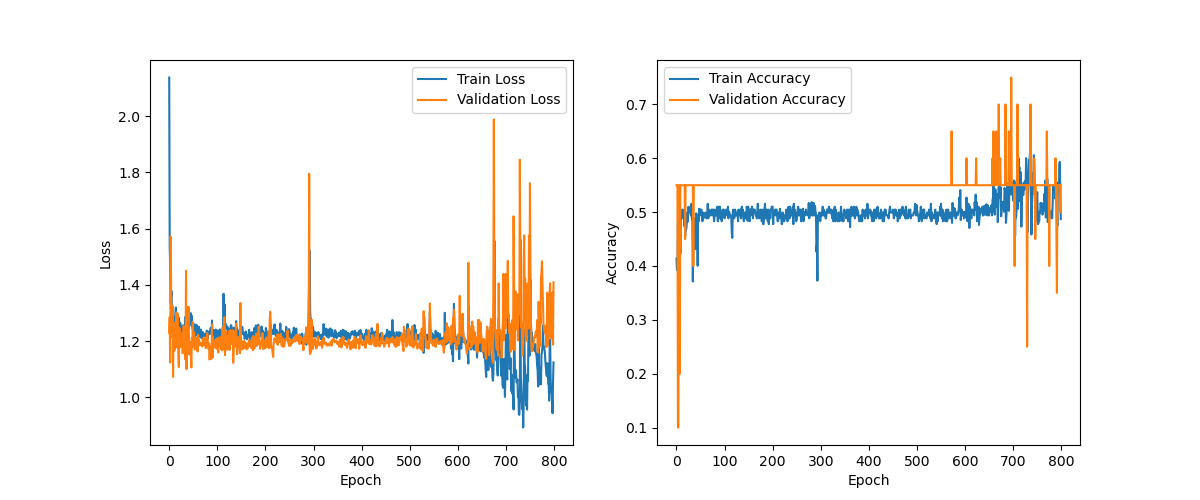 Train Loss
Validation Loss
2.0
1.8
1.6
1.4
1.2
1.0
Loss
0 100 200 300 400 500 600 700 800
Epoch
Train Accuracy
Validation Accuracy
0.7
0.6
0.5
0.4
0.3
0.2
0.1
Accuracy
0 100 200 300 400 500 600 700 800
Epoch